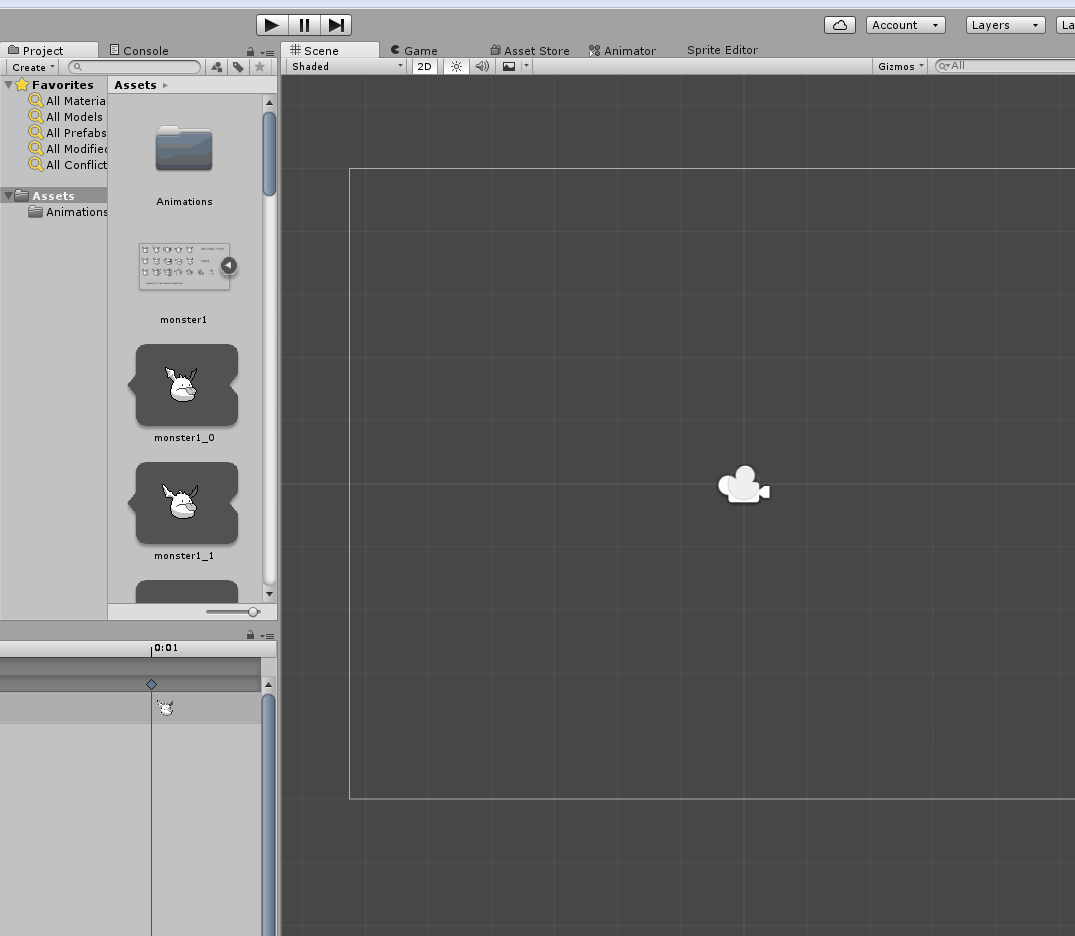 Account
Layers
La
Project
Console
Scene
Game
Asset Store
Animator
Sprite Editor
Create
Shaded
2D
Gizmos
All
Favorites
All Materia
All Models
All Prefabs
All Modified
All Conflict
Assets
Animations
Assets
Animations
monster1
monster1_0
monster1_1
0:01